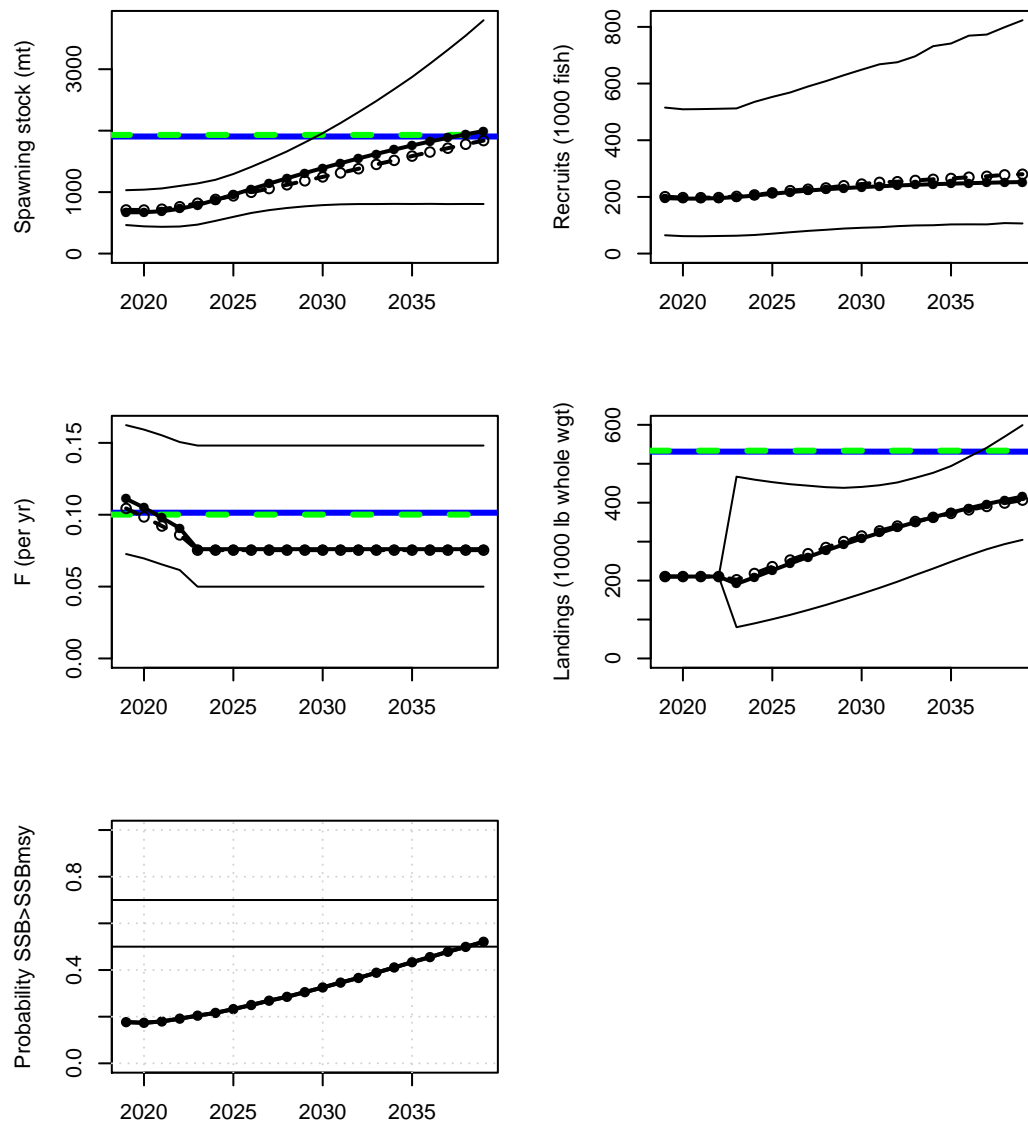 Spawning stock (mt)
0 1000 3000
2020 2025 2030 2035
Recruits (1000 fish)
0 200 400 600 800
2020 2025 2030 2035
F (per yr)
0.00 0.05 0.10 0.15
2020 2025 2030 2035
Landings (1000 lb whole wgt)
0 200 400 600
2020 2025 2030 2035
Probability SSB>SSBmsy
0.0 0.4 0.8
2020 2025 2030 2035